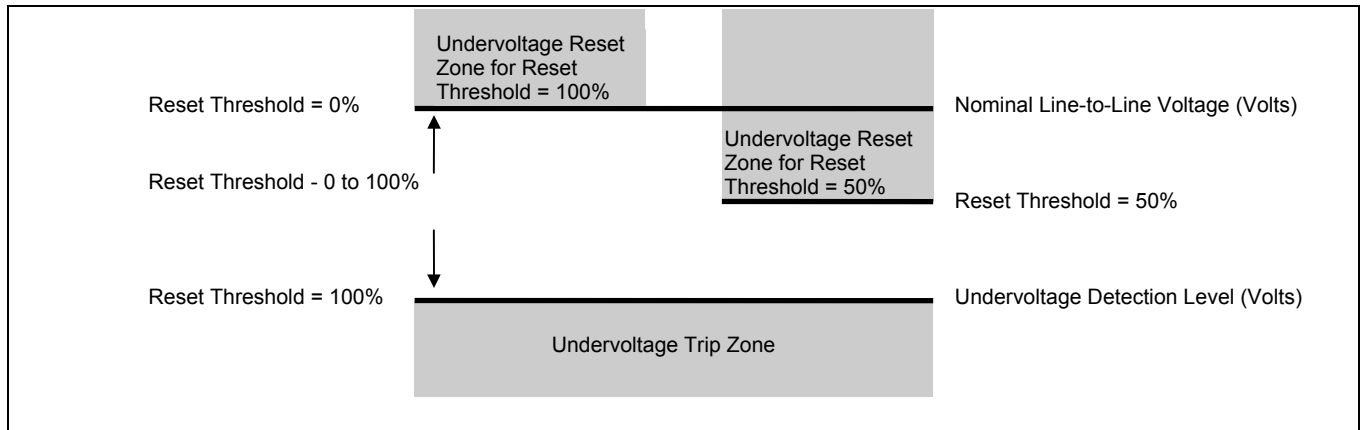 Undervoltage Reset
Zone for Reset
Threshold = 100%
Reset Threshold = 0%
Nominal Line-to-Line Voltage (Volts)
Undervoltage Reset
Zone for Reset
Threshold = 50%
Reset Threshold - 0 to 100%
Reset Threshold = 50%
Reset Threshold = 100%
Undervoltage Detection Level (Volts)
Undervoltage Trip Zone